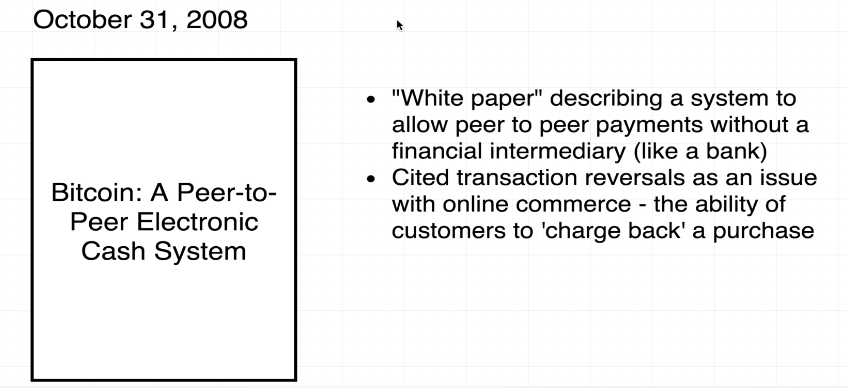 October 31, 2008
Bitcoin: A Peer-to-
Peer Electronic
Cash System
• "White paper" describing a system to
allow peer to peer payments without a
financial intermediary (like a bank)
• Cited transaction reversals as an issue
with online commerce - the ability of
customers to 'charge back' a purchase